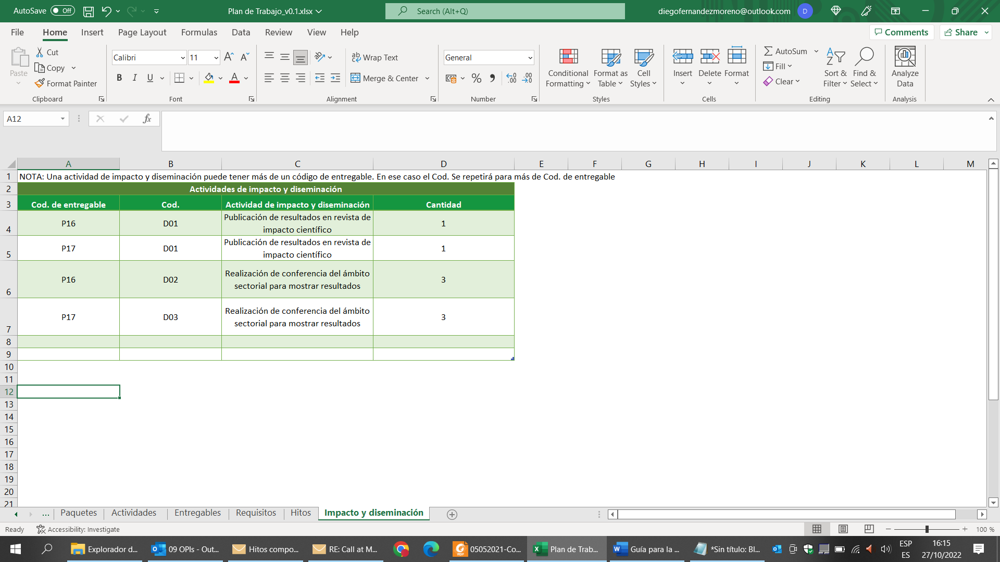 AutoSave Off Plan de Trabajo_v0.1.xlsx Search (Alt+Q) diegofernandezmoreno@outlook.com D
File Home Insert Page Layout Formulas Data Review View Help Comments Share
Paste
Cut
Copy
Format Painter
Clipboard
Calibri 11 A A
B I U A
Font
ab Wrap Text
Merge & Center
Alignment
General
% 00 00
Number
Conditional Formatting
Format as Table
Cell Styles
Styles
Insert Delete Format
Cells
AutoSum
Fill
Clear
Sort & Filter
Find & Select
Editing
Analyze Data
Analysis
A12 fx
A B C D E F G H I J K L M
1 NOTA: Una actividad de impacto y diseminación puede tener más de un código de entregable. En ese caso el Cod. Se repetirá para más de Cod. de entregable
2 Actividades de impacto y diseminación
3 Cod. de entregable Cod. Actividad de impacto y diseminación Cantidad
4 P16 D01 Publicación de resultados en revista de impacto científico 1
5 P17 D01 Publicación de resultados en revista de impacto científico 1
6 P16 D02 Realización de conferencia del ámbito sectorial para mostrar resultados 3
7 P17 D03 Realización de conferencia del ámbito sectorial para mostrar resultados 3
8
9
10
11
12
13
14
15
16
17
18
19
20
21
... Paquetes Actividades Entregables Requisitos Hitos Impacto y diseminación
Ready Accessibility: Investigate 100 %
Explorador d... 09 OPIs - Out... Hitos compo... RE: Call at M... 05052021-Co... Plan de Trab... Guía para la ... *Sin título: Bl... ESP 16:15
ES 27/10/2022